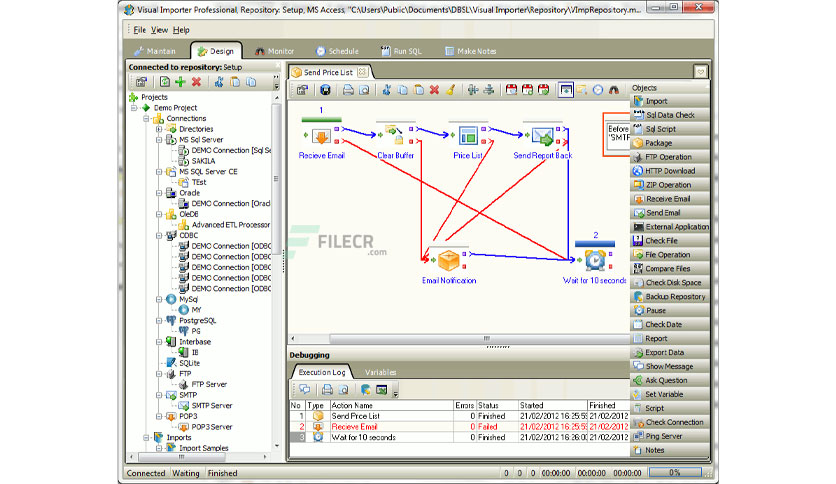 Visual Importer Professional, Repository: Setup, MS Access, "C:\Users\Public\Documents\DBSL\Visual Importer\Repository\VImpRepository.m...
File View Help
Maintain Design Monitor Schedule Run SQL Make Notes
Connected to repository: Setup
Projects
Demo Project
Connections
Directories
MS Sql Server
DEMO Connection [Sql Se
SAKILA
MS SQL Server CE
TEst
Oracle
DEMO Connection [Oracl
OleDB
Advanced ETL Processor
ODBC
DEMO Connection [ODBC
DEMO Connection [ODBC
DEMO Connection [ODBC
DEMO Connection [ODBC
DEMO Connection [ODBC
MySql
MY
PostgreSQL
PG
Interbase
IB
SQLite
FTP
FTP Server
SMTP
SMTP Server
POP3
POP3 Server
Imports
Import Samples
Send Price List
1
Recieve Email
Clear Buffer
Price List
Send Report Back
Before
'SMTP
Email Notification
2
Wait for 10 seconds
FILECR
.com
Debugging
Execution Log Variables
No Type Action Name Errors Status Started Finished
1 Send Price List 0 Finished 21/02/2012 16:25:55 21/02/2012
2 Recieve Email 0 Failed 21/02/2012 16:25:55 21/02/2012
3 Wait for 10 seconds 0 Finished 21/02/2012 16:26:00 21/02/2012
Objects
Import
Sql Data Check
Sql Script
Package
FTP Operation
HTTP Download
ZIP Operation
Receive Email
Send Email
External Application
Check File
File Operation
Compare Files
Check Disk Space
Backup Repository
Pause
Check Date
Report
Export Data
Show Message
Ask Question
Set Variable
Script
Check Connection
Ping Server
Notes
Connected Waiting Finished 0 0 0 00:00:00 00:00:00 00:00:00 0%